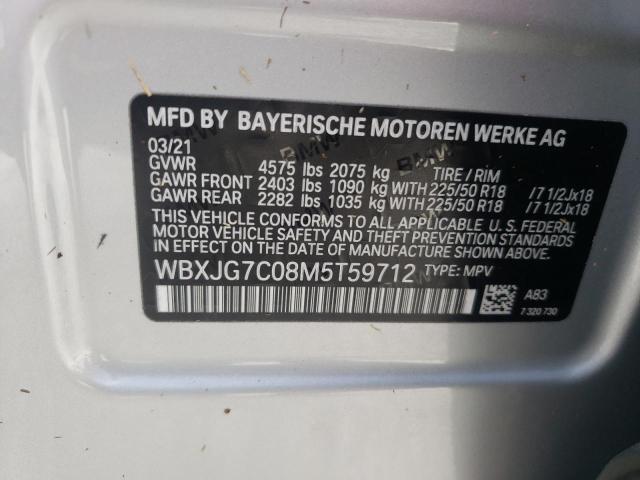 MFD BY BAYERISCHE MOTOREN WERKE AG
03/21
GVWR 4575 lbs 2075 kg TIRE / RIM
GAWR FRONT 2403 lbs 1090 kg WITH 225/50 R18 /7 1/2Jx18
GAWR REAR 2282 lbs 1035 kg WITH 225/50 R18 /7 1/2Jx18
THIS VEHICLE CONFORMS TO ALL APPLICABLE U. S. FEDERAL
MOTOR VEHICLE SAFETY, BUMPER AND THEFT PREVENTION
STANDARDS IN EFFECT ON THE DATE OF MANUFACTURE SHOWN ABOVE.
WBXJG7C08M5T59712 TYPE: MPV
A83
7 320 730